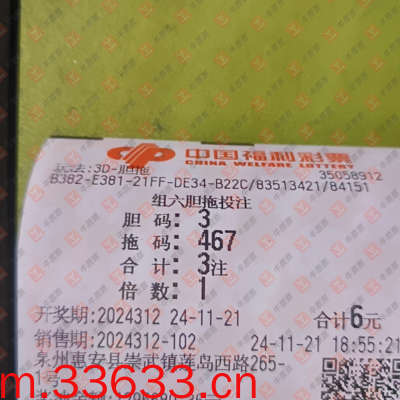 中国福利彩票
CHINA WELFARE LOTTERY
玩法:3D-胆拖
35058912
B382-E381-21FF-DE34-B22C/83513421/84151
组六胆拖投注
胆 码: 3
拖 码: 467
合 计: 3注
倍 数: 1
开奖期:2024312 24-11-21 合计6元
销售期:2024312-102 24-11-21 18:55:21
泉州惠安县崇武镇莲岛西路265-
1号
m.33633.cn